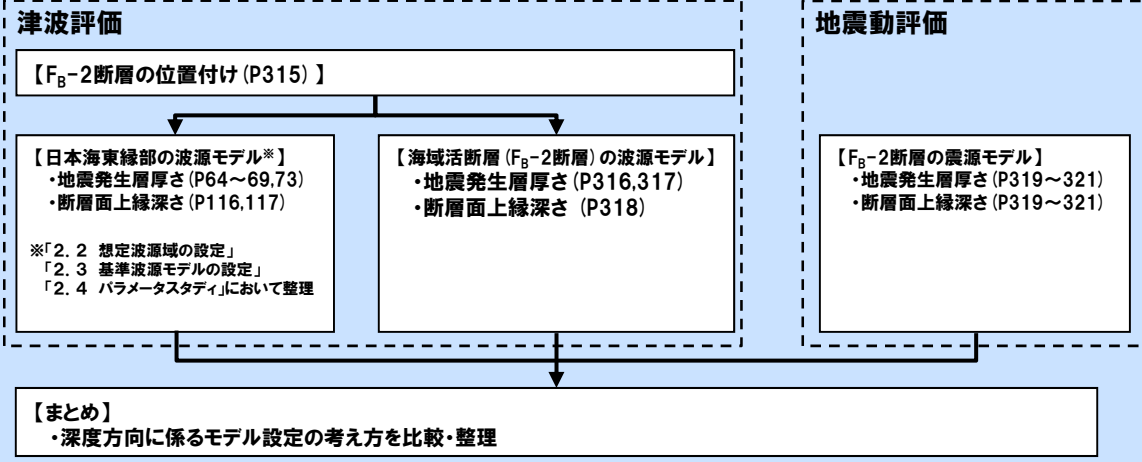 津波評価
【F_B-2断層の位置付け(P315)】
【日本海東縁部の波源モデル※】
・地震発生層厚さ(P64～69,73)
・断層面上縁深さ(P116,117)
※「2.2 想定波源域の設定」
「2.3 基準波源モデルの設定」
「2.4 パラメータスタディ」において整理
【海域活断層(F_B-2断層)の波源モデル】
・地震発生層厚さ(P316,317)
・断層面上縁深さ(P318)
地震動評価
【F_B-2断層の震源モデル】
・地震発生層厚さ(P319～321)
・断層面上縁深さ(P319～321)
【まとめ】
・深度方向に係るモデル設定の考え方を比較・整理